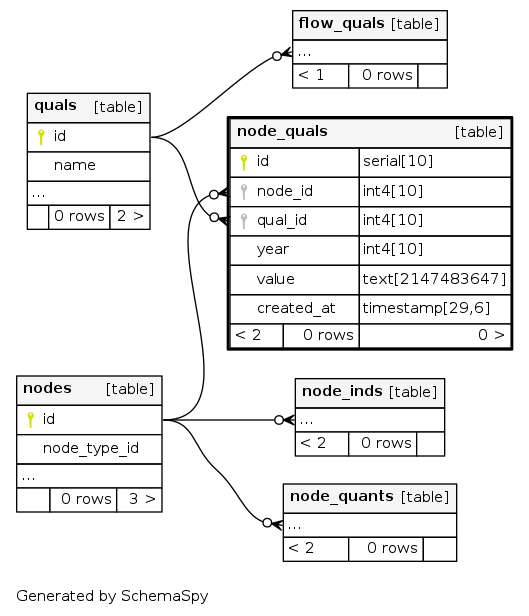 flow_quals [table]
...
< 1 0 rows
quals [table]
id
name
...
0 rows 2 >
node_quals [table]
id serial[10]
node_id int4[10]
qual_id int4[10]
year int4[10]
value text[2147483647]
created_at timestamp[29,6]
< 2 0 rows 0 >
nodes [table]
id
node_type_id
...
0 rows 3 >
node_inds [table]
...
< 2 0 rows
node_quants [table]
...
< 2 0 rows
Generated by SchemaSpy